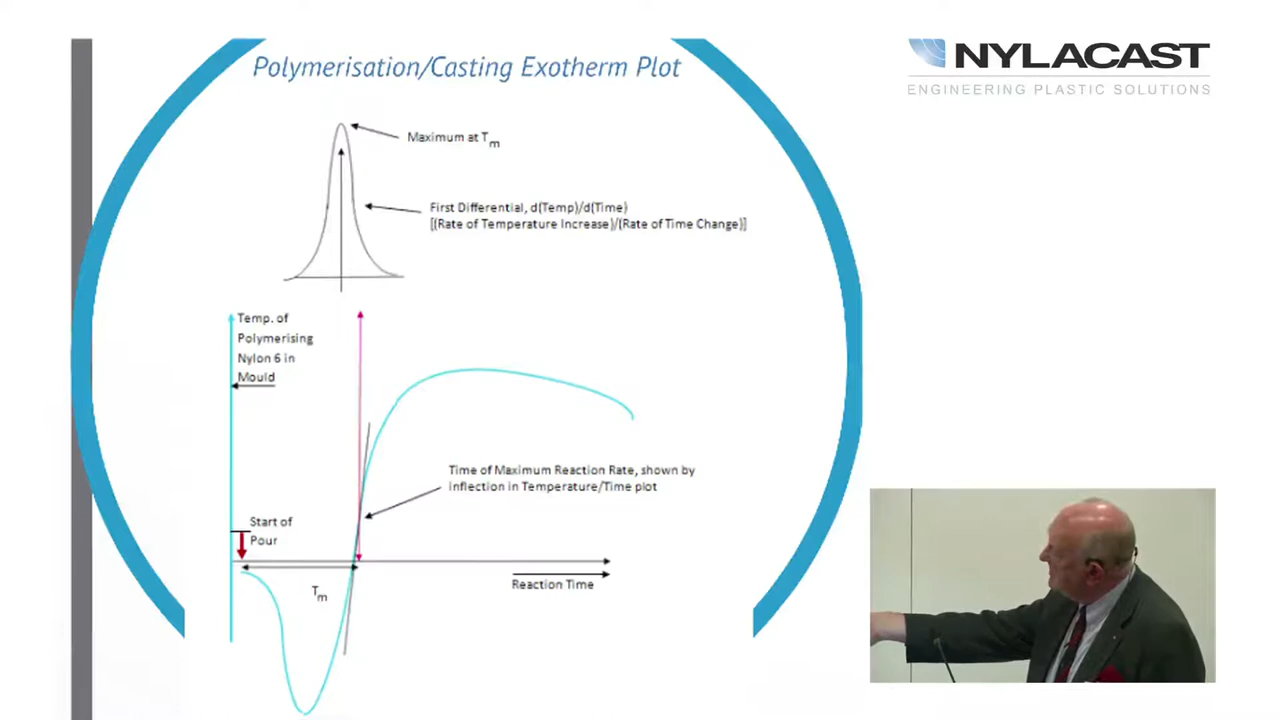 Polymerisation/Casting Exotherm Plot
NYLACAST
ENGINEERING PLASTIC SOLUTIONS
Maximum at Tm
First Differential, d(Temp)/d(Time)
[(Rate of Temperature Increase)/(Rate of Time Change)]
Temp. of
Polymerising
Nylon 6 in
Mould
Time of Maximum Reaction Rate, shown by
inflection in Temperature/Time plot
Start of
Pour
Tm
Reaction Time